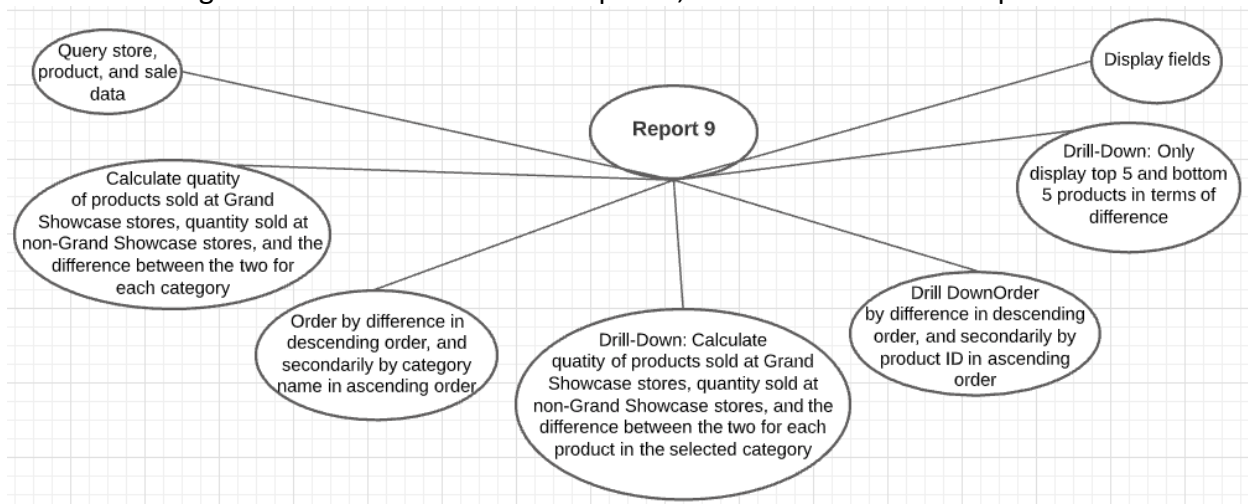 Report 9
Query store,
product, and sale
data
Calculate quatity
of products sold at Grand
Showcase stores, quantity sold at
non-Grand Showcase stores, and the
difference between the two for
each category
Order by difference in
descending order, and
secondarily by category
name in ascending order
Drill-Down: Calculate
quatity of products sold at Grand
Showcase stores, quantity sold at
non-Grand Showcase stores, and the
difference between the two for each
product in the selected category
Drill DownOrder
by difference in descending
order, and secondarily by
product ID in ascending
order
Drill-Down: Only
display top 5 and bottom
5 products in terms of
difference
Display fields